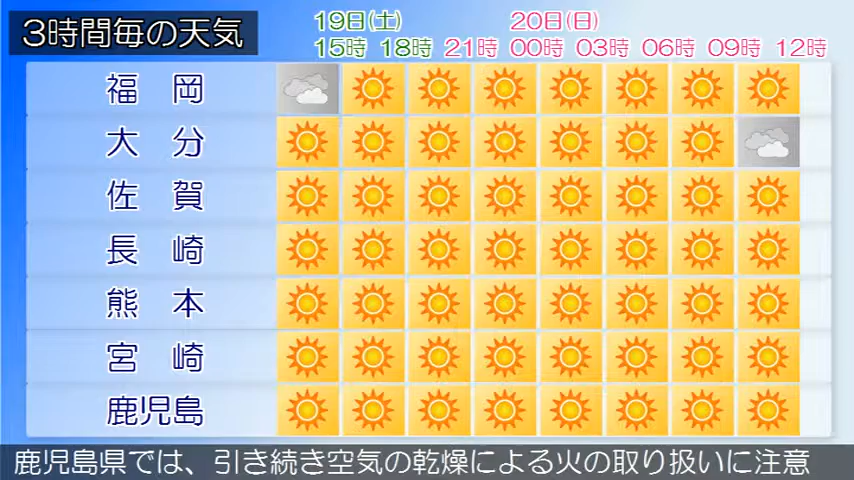 3時間毎の天気
19日(土) 20日(日)
15時 18時 21時 00時 03時 06時 09時 12時
福岡
大分
佐賀
長崎
熊本
宮崎
鹿児島
鹿児島県では、引き続き空気の乾燥による火の取り扱いに注意